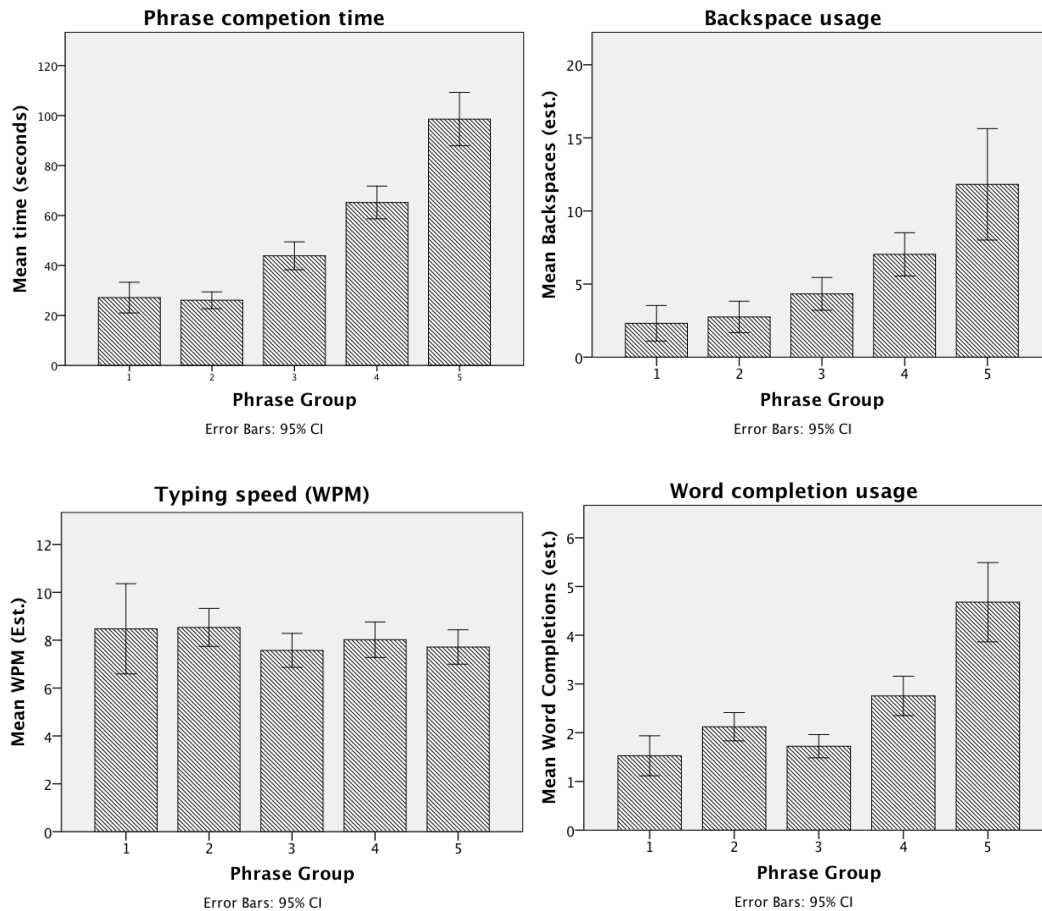 Phrase competion time
Mean time (seconds)
120
100
80
60
40
20
0
1 2 3 4 5
Phrase Group
Error Bars: 95% CI
Backspace usage
Mean Backspaces (est.)
20
15
10
5
0
1 2 3 4 5
Phrase Group
Error Bars: 95% CI
Typing speed (WPM)
Mean WPM (Est.)
12
10
8
6
4
2
0
1 2 3 4 5
Phrase Group
Error Bars: 95% CI
Word completion usage
Mean Word Completions (est.)
6
5
4
3
2
1
0
1 2 3 4 5
Phrase Group
Error Bars: 95% CI